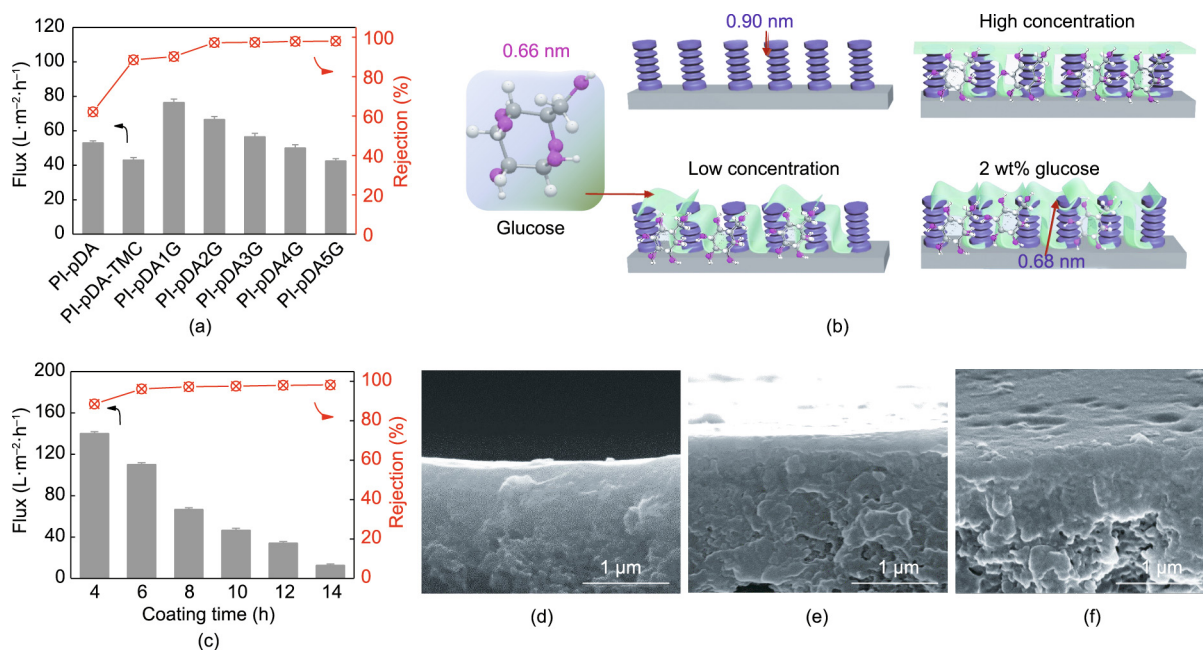 120
100
80
60
40
20
0
Flux (L·m⁻²·h⁻¹)
100
80
60
40
20
0
Rejection (%)
PI-pDA
PI-pDA-TMC
PI-pDA1G
PI-pDA2G
PI-pDA3G
PI-pDA4G
PI-pDA5G
(a)
0.66 nm
Glucose
0.90 nm
High concentration
Low concentration
2 wt% glucose
0.68 nm
(b)
200
160
120
80
40
0
Flux (L·m⁻²·h⁻¹)
100
80
60
40
20
0
Rejection (%)
4 6 8 10 12 14
Coating time (h)
(c)
1 μm
(d)
1 μm
(e)
1 μm
(f)